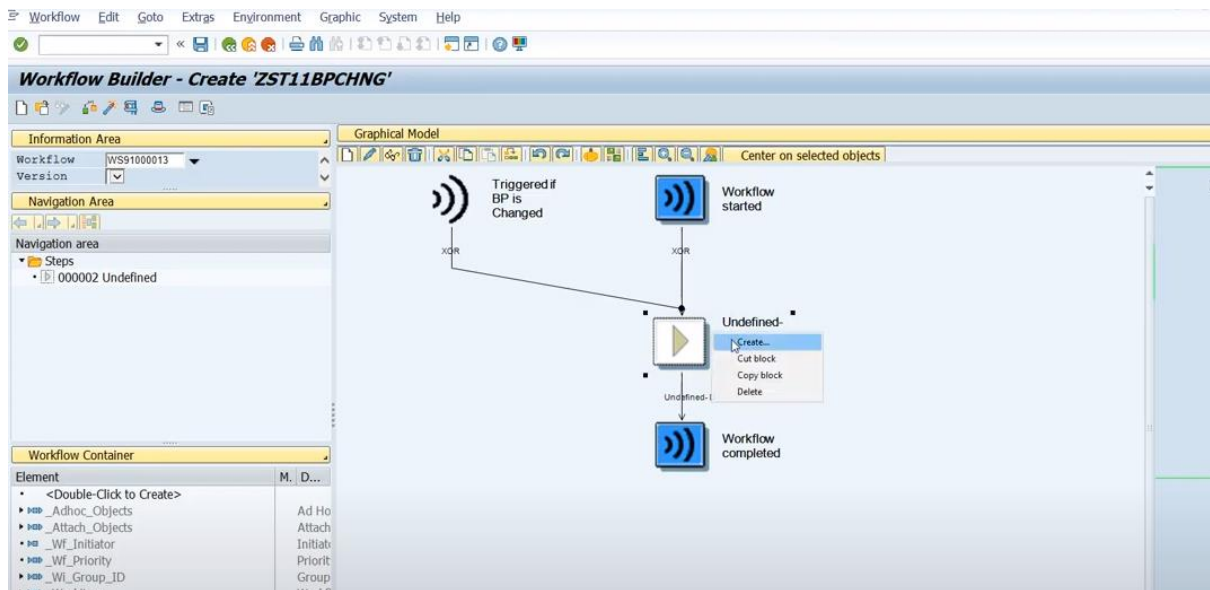 Workflow Edit Goto Extras Environment Graphic System Help
Workflow Builder - Create 'ZST11BPCHNG'
Information Area
Workflow WS91000013
Version
Navigation Area
Navigation area
Steps
000002 Undefined
Workflow Container
Element M. D...
<Double-Click to Create>
_Adhoc_Objects Ad Ho
_Attach_Objects Attach
_Wf_Initiator Initiat
_Wf_Priority Priorit
_Wi_Group_ID Group
Graphical Model
Center on selected objects
Triggered if
BP is
Changed
Workflow
started
XOR
XOR
Undefined-
Create...
Cut block
Copy block
Delete
Undefined-
Workflow
completed